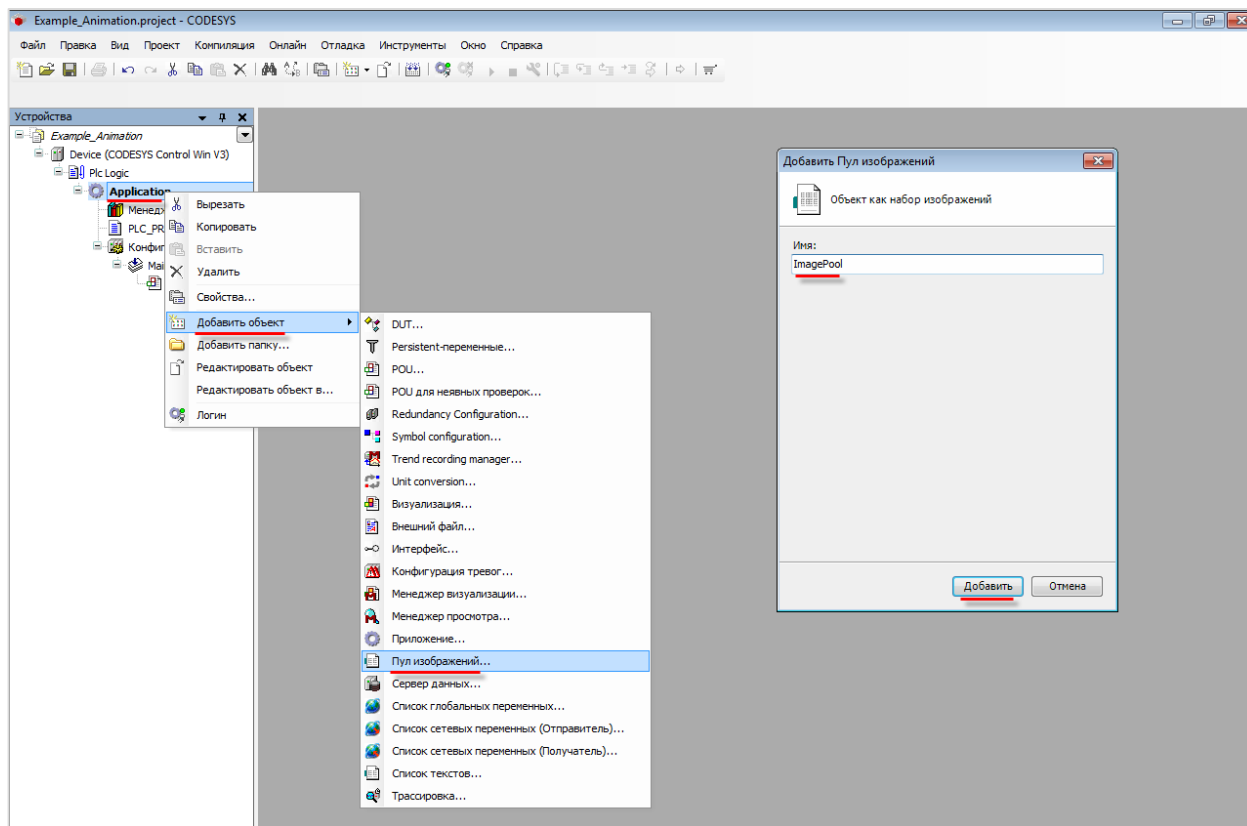 Example_Animation.project - CODESYS
Файл Правка Вид Проект Компиляция Онлайн Отладка Инструменты Окно Справка
Устройства
Example_Animation
Device (CODESYS Control Win V3)
Plc Logic
Application
Вырезать
Копировать
Вставить
Удалить
Свойства...
Добавить объект
Добавить папку...
Редактировать объект
Редактировать объект в...
Логин
DUT...
Persistent-переменные...
POU...
POU для неявных проверок...
Redundancy Configuration...
Symbol configuration...
Trend recording manager...
Unit conversion...
Визуализация...
Внешний файл...
Интерфейс...
Конфигурация тревог...
Менеджер визуализации...
Менеджер просмотра...
Приложение...
Пул изображений...
Сервер данных...
Список глобальных переменных...
Список сетевых переменных (Отправитель)...
Список сетевых переменных (Получатель)...
Список текстов...
Трассировка...
Добавить Пул изображений
Объект как набор изображений
Имя:
ImagePool
Добавить Отмена